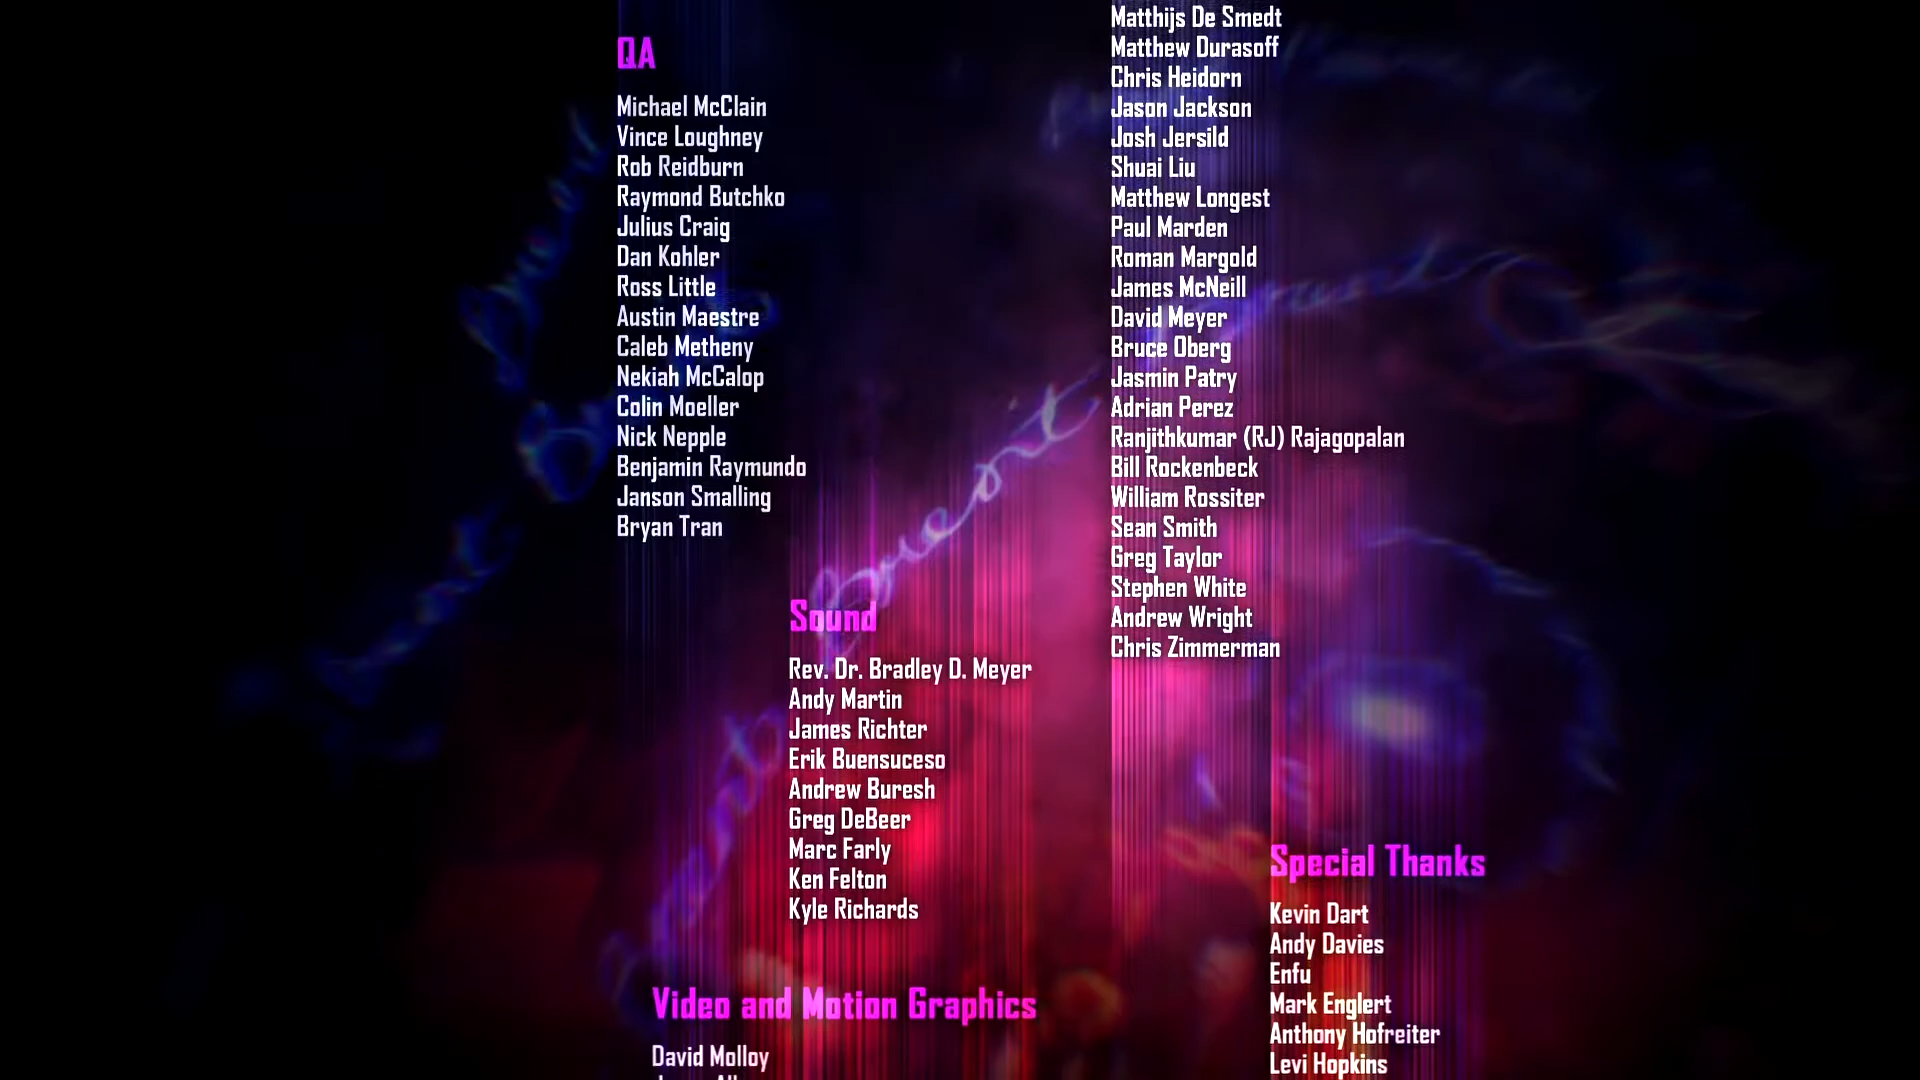 QA
Michael McClain
Vince Loughney
Rob Reidburn
Raymond Butchko
Julius Craig
Dan Kohler
Ross Little
Austin Maestre
Caleb Metheny
Nekiah McCalop
Colin Moeller
Nick Nepple
Benjamin Raymundo
Janson Smalling
Bryan Tran
Sound
Rev. Dr. Bradley D. Meyer
Andy Martin
James Richter
Erik Buensuceso
Andrew Buresh
Greg DeBeer
Marc Farly
Ken Felton
Kyle Richards
Video and Motion Graphics
David Molloy
Matthijs De Smedt
Matthew Durasoff
Chris Heidorn
Jason Jackson
Josh Jersild
Shuai Liu
Matthew Longest
Paul Marden
Roman Margold
James McNeill
David Meyer
Bruce Oberg
Jasmin Patry
Adrian Perez
Ranjithkumar (RJ) Rajagopalan
Bill Rockenbeck
William Rossiter
Sean Smith
Greg Taylor
Stephen White
Andrew Wright
Chris Zimmerman
Special Thanks
Kevin Dart
Andy Davies
Enfu
Mark Englert
Anthony Hofreiter
Levi Hopkins